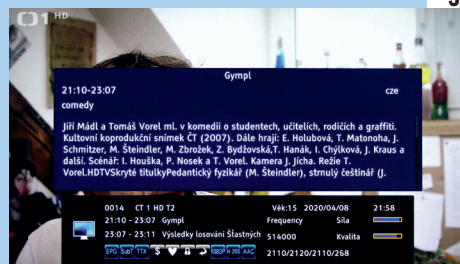 1 HD
Gympl
21:10-23:07 cze
comedy
Jiří Mádl a Tomáš Vorel ml. v komedii o studentech, učitelích, rodičích a graffiti.
Kultovní koprodukční snímek ČT (2007). Dále hrají: E. Holubová, T. Matonoha, J.
Schmitzer, M. Šteindler, M. Zbrožek, Z. Bydžovská,T. Hanák, I. Chýlková, J. Kraus a
další. Scénář: I. Houška, P. Nosek a T. Vorel. Kamera J. Jícha. Režie T.
Vorel.HDTVSkryté titulkyPedantický fyzikář (M. Šteindler), strnulý češtinář (J.
0014 CT 1 HD T2 Věk:15 2020/04/08 21:58
21:10 - 23:07 Gympl Frequency Síla
23:07 - 23:11 Výsledky losování Šťastných 514000 Kvalita
EPG SubT TTX $ 1080P H.265 AAC 2110/2120/2110/268